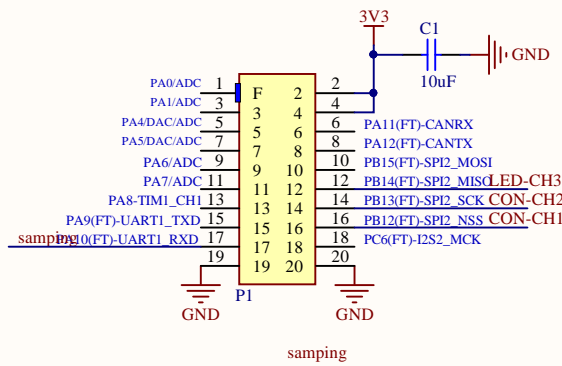 3V3
C1
GND
10uF
PA0/ADC 1 F 2 2
PA1/ADC 3 3 4 4
PA4/DAC/ADC 5 5 6 6 PA11(FT)-CANRX
PA5/DAC/ADC 7 7 8 8 PA12(FT)-CANTX
PA6/ADC 9 9 10 10 PB15(FT)-SPI2_MOSI
PA7/ADC 11 11 12 12 PB14(FT)-SPI2_MISO LED-CH3
PA8-TIM1_CH1 13 13 14 14 PB13(FT)-SPI2_SCK CON-CH2
PA9(FT)-UART1_TXD 15 15 16 16 PB12(FT)-SPI2_NSS CON-CH1
samping PA10(FT)-UART1_RXD 17 17 18 18 PC6(FT)-I2S2_MCK
19 19 20 20
P1
GND GND
samping